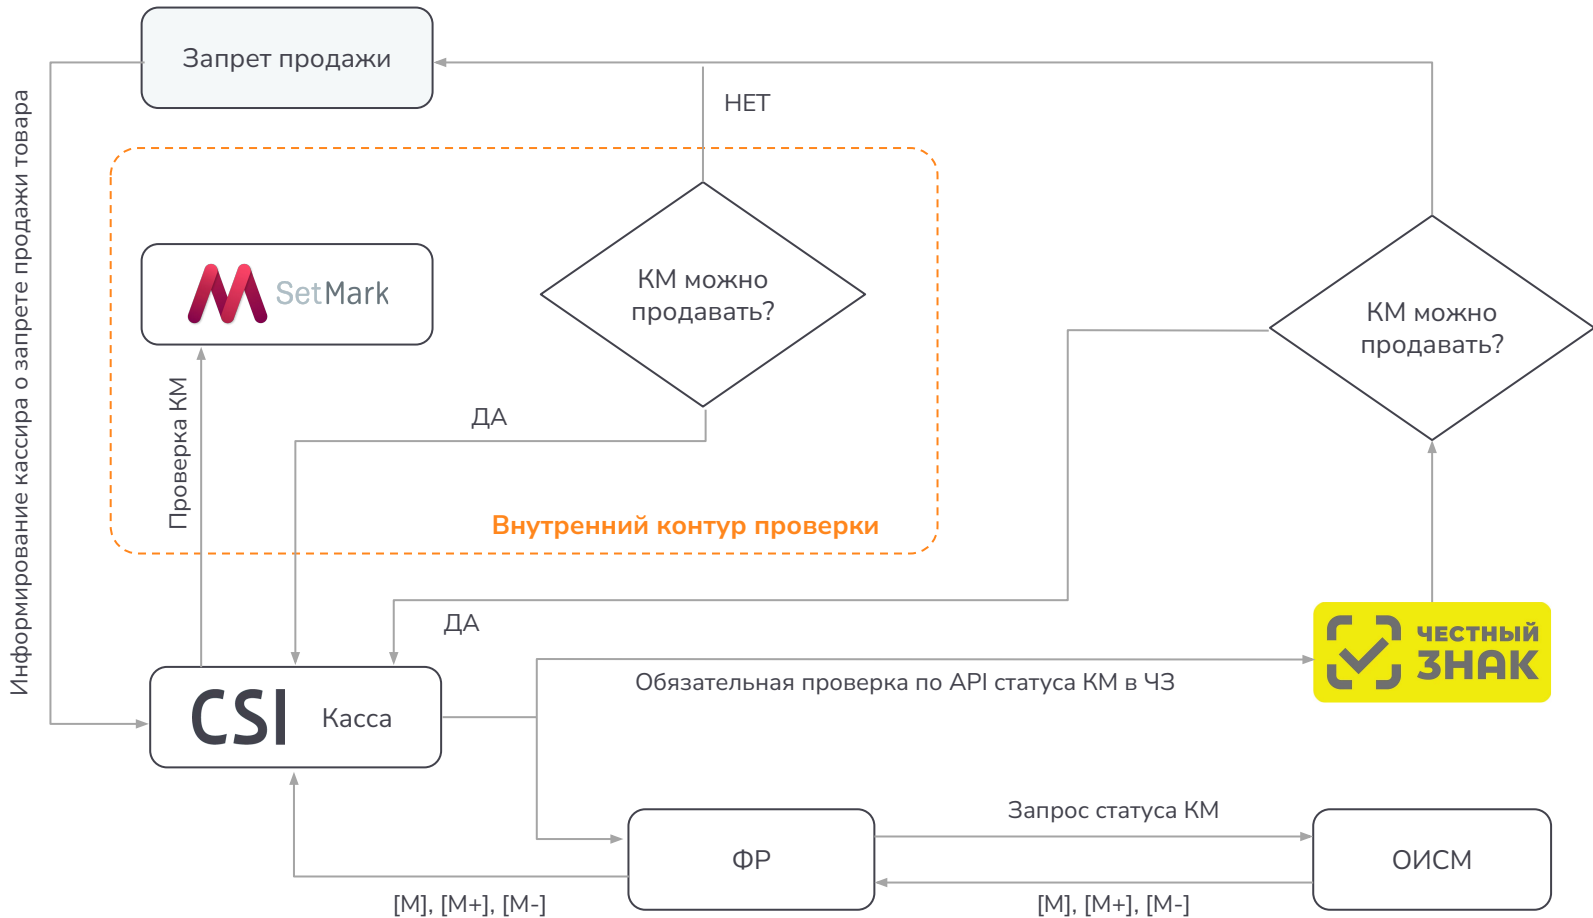 Запрет продажи
НЕТ
Информирование кассира о запрете продажи товара
SetMark
КМ можно
продавать?
КМ можно
продавать?
Проверка КМ
ДА
Внутренний контур проверки
ДА
ЧЕСТНЫЙ
ЗНАК
Обязательная проверка по API статуса КМ в ЧЗ
CSI Касса
Запрос статуса КМ
ФР
ОИСМ
[M], [M+], [M-]
[M], [M+], [M-]